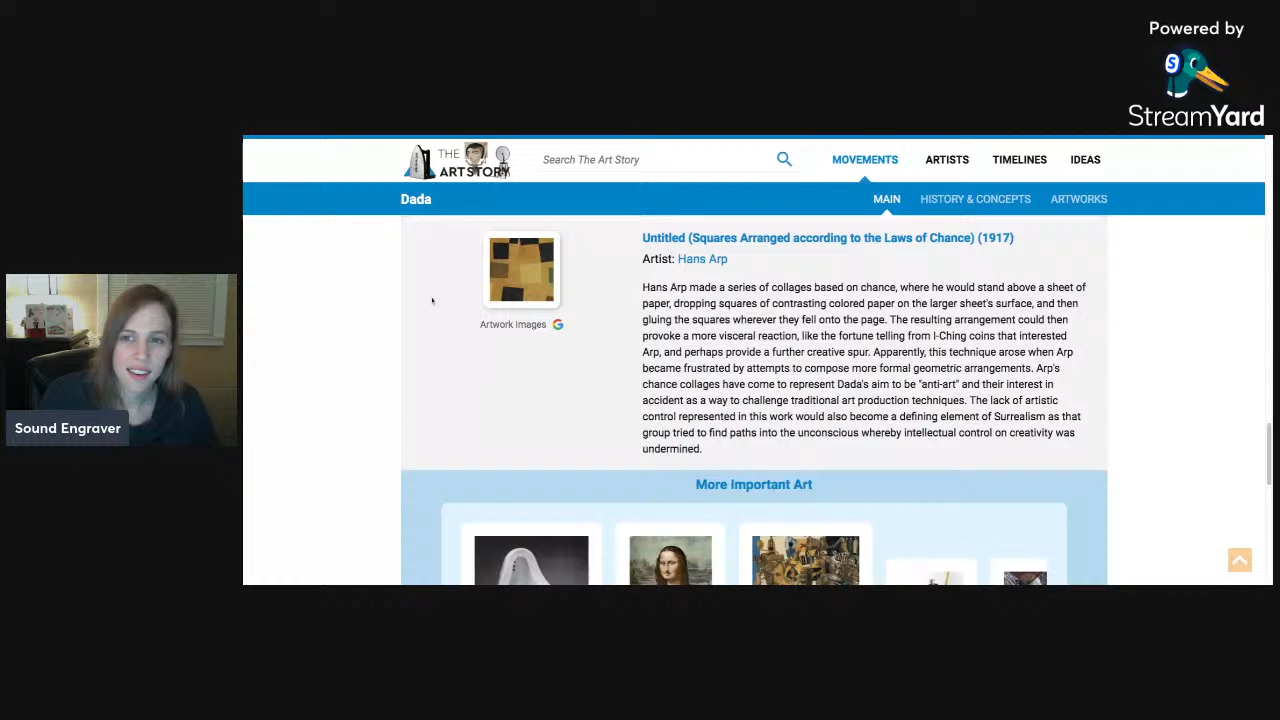 Powered by
StreamYard
THE
ARTSTORY
Search The Art Story
MOVEMENTS
ARTISTS
TIMELINES
IDEAS
Dada
MAIN
HISTORY & CONCEPTS
ARTWORKS
Artwork Images
Untitled (Squares Arranged according to the Laws of Chance) (1917)
Artist: Hans Arp
Hans Arp made a series of collages based on chance, where he would stand above a sheet of
paper, dropping squares of contrasting colored paper on the larger sheet's surface, and then
gluing the squares wherever they fell onto the page. The resulting arrangement could then
provoke a more visceral reaction, like the fortune telling from I-Ching coins that interested
Arp, and perhaps provide a further creative spur. Apparently, this technique arose when Arp
became frustrated by attempts to compose more formal geometric arrangements. Arp's
chance collages have come to represent Dada's aim to be "anti-art" and their interest in
accident as a way to challenge traditional art production techniques. The lack of artistic
control represented in this work would also become a defining element of Surrealism as that
group tried to find paths into the unconscious whereby intellectual control on creativity was
undermined.
More Important Art
Sound Engraver